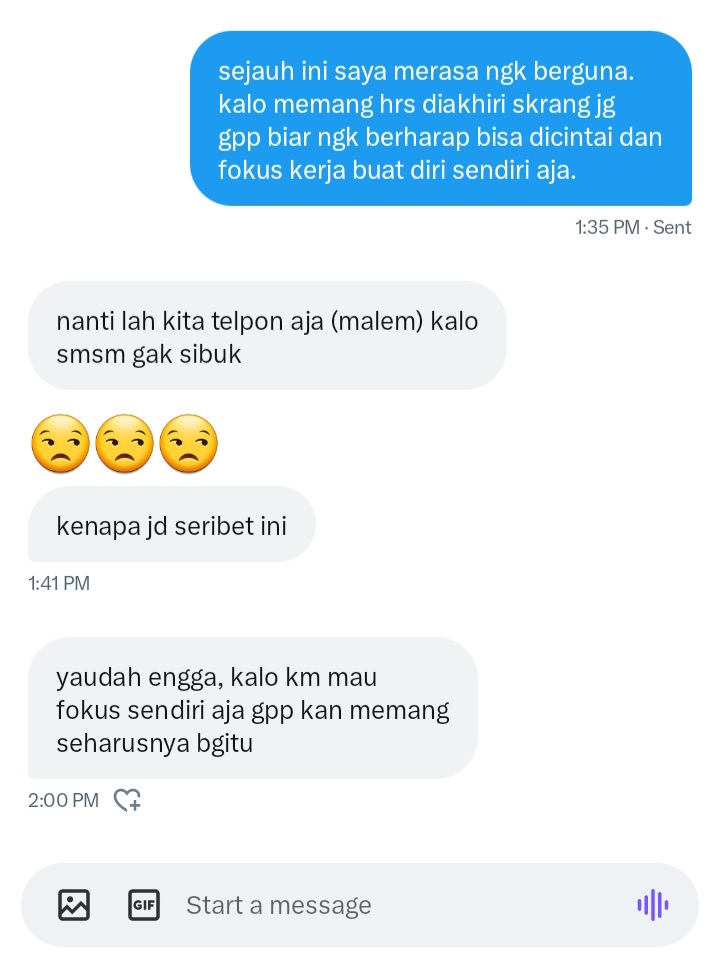 sejauh ini saya merasa ngk berguna.
kalo memang hrs diakhiri skrang jg
gpp biar ngk berharap bisa dicintai dan
fokus kerja buat diri sendiri aja.
1:35 PM · Sent
nanti lah kita telpon aja (malem) kalo
smsm gak sibuk
😒😒😒
kenapa jd seribet ini
1:41 PM
yaudah engga, kalo km mau
fokus sendiri aja gpp kan memang
seharusnya bgitu
2:00 PM
GIF Start a message